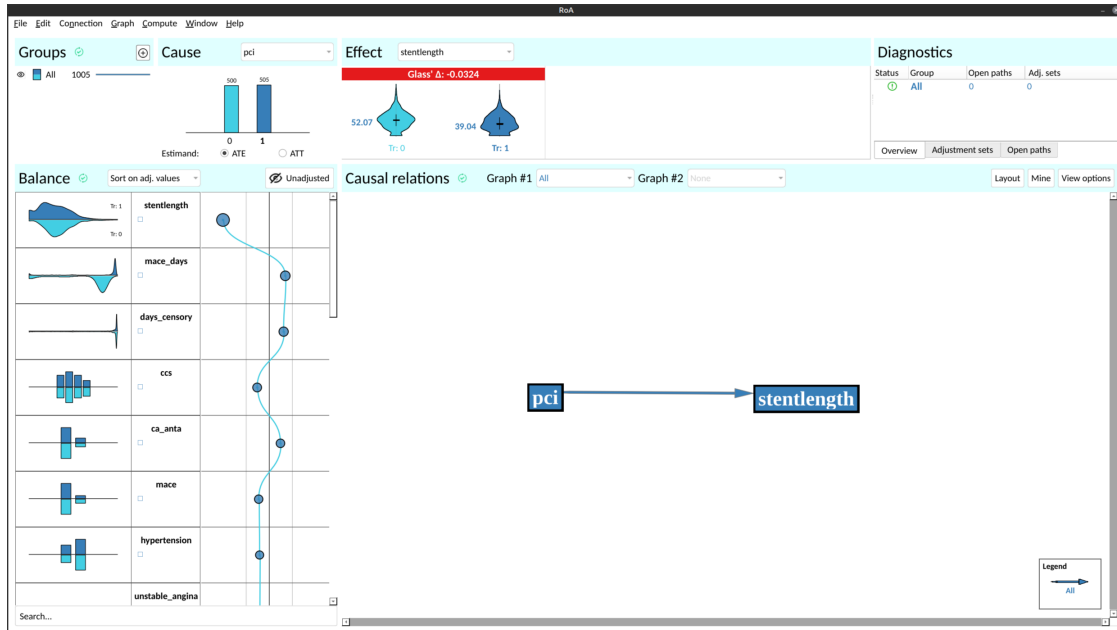 RoA
File Edit Connection Graph Compute Window Help
Groups
Cause
pci
Effect
stentlength
Diagnostics
All 1005
500 505
0 1
Estimand: ATE ATT
Glass' Δ: -0.0324
52.07
39.04
Tr: 0
Tr: 1
Status Group Open paths Adj. sets
All 0 0
Overview Adjustment sets Open paths
Balance
Sort on adj. values
Unadjusted
Causal relations
Graph #1 All
Graph #2 None
Layout Mine View options
Tr: 1
Tr: 0
stentlength
mace_days
days_censory
ccs
ca_anta
mace
hypertension
unstable_angina
Search...
pci
stentlength
Legend
All